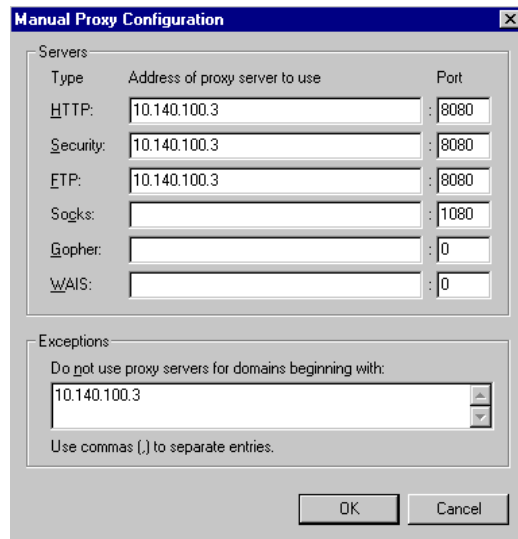 Manual Proxy Configuration
Servers
Type Address of proxy server to use Port
HTTP: 10.140.100.3 : 8080
Security: 10.140.100.3 : 8080
FTP: 10.140.100.3 : 8080
Socks: : 1080
Gopher: : 0
WAIS: : 0
Exceptions
Do not use proxy servers for domains beginning with:
10.140.100.3
Use commas (,) to separate entries.
OK Cancel